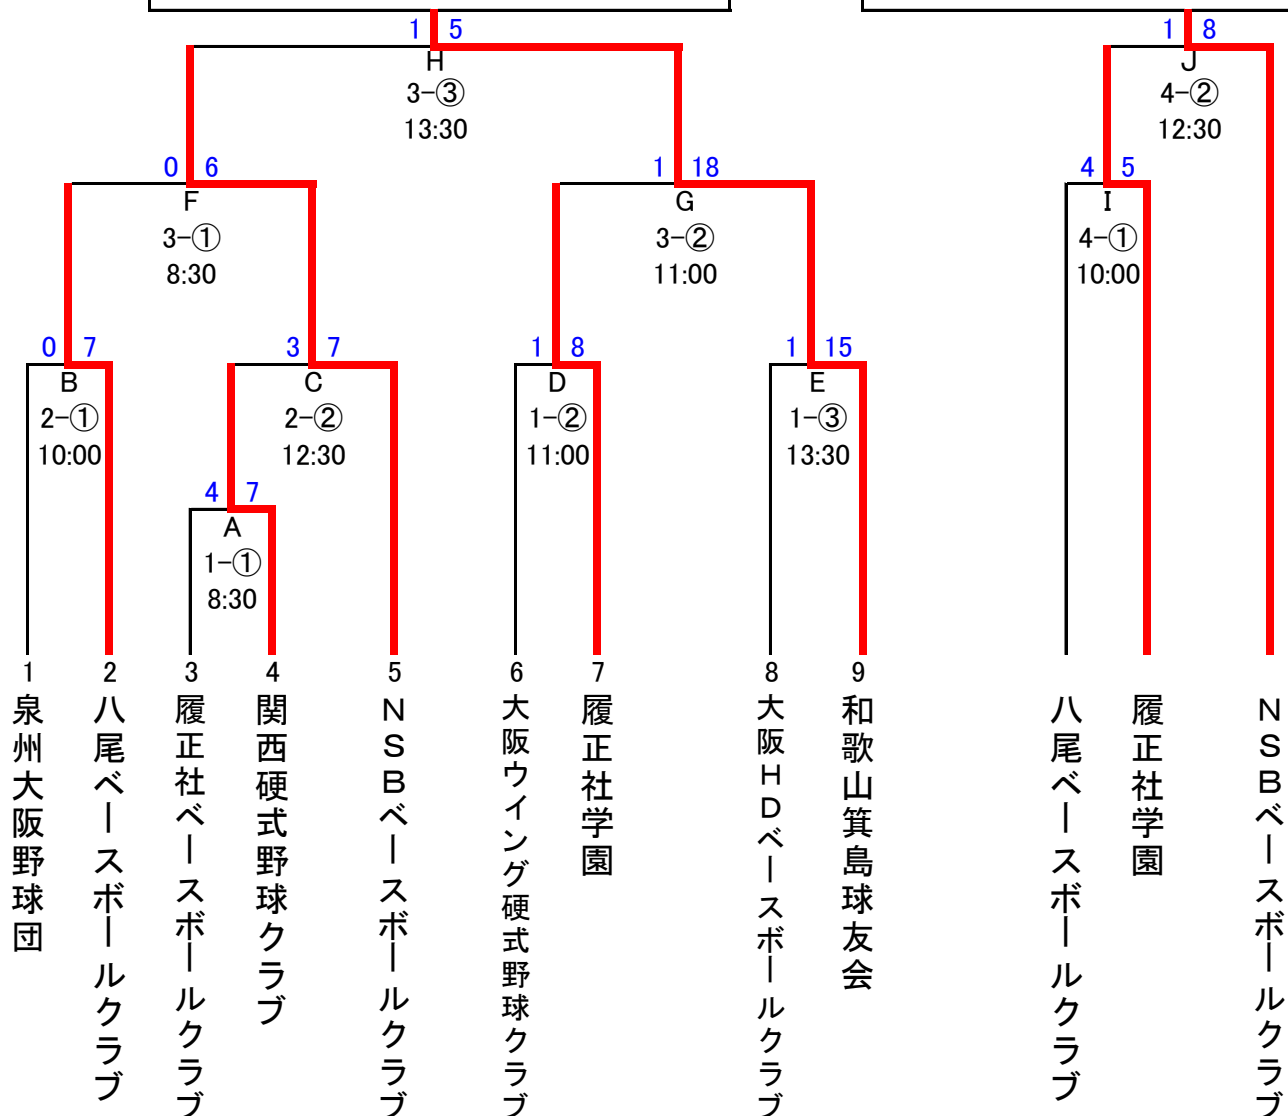 1 5
H
3-③
13:30
1 8
J
4-②
12:30
0 6
F
3-①
8:30
1 18
G
3-②
11:00
4 5
I
4-①
10:00
0 7
B
2-①
10:00
3 7
C
2-②
12:30
1 8
D
1-②
11:00
1 15
E
1-③
13:30
4 7
A
1-①
8:30
1
泉州大阪野球団
2
八尾ベースボールクラブ
3
履正社ベースボールクラブ
4
関西硬式野球クラブ
5
NSBベースボールクラブ
6
大阪ウイング硬式野球クラブ
7
履正社学園
8
大阪HDベースボールクラブ
9
和歌山箕島球友会
八尾ベースボールクラブ
履正社学園
NSBベースボールクラブ